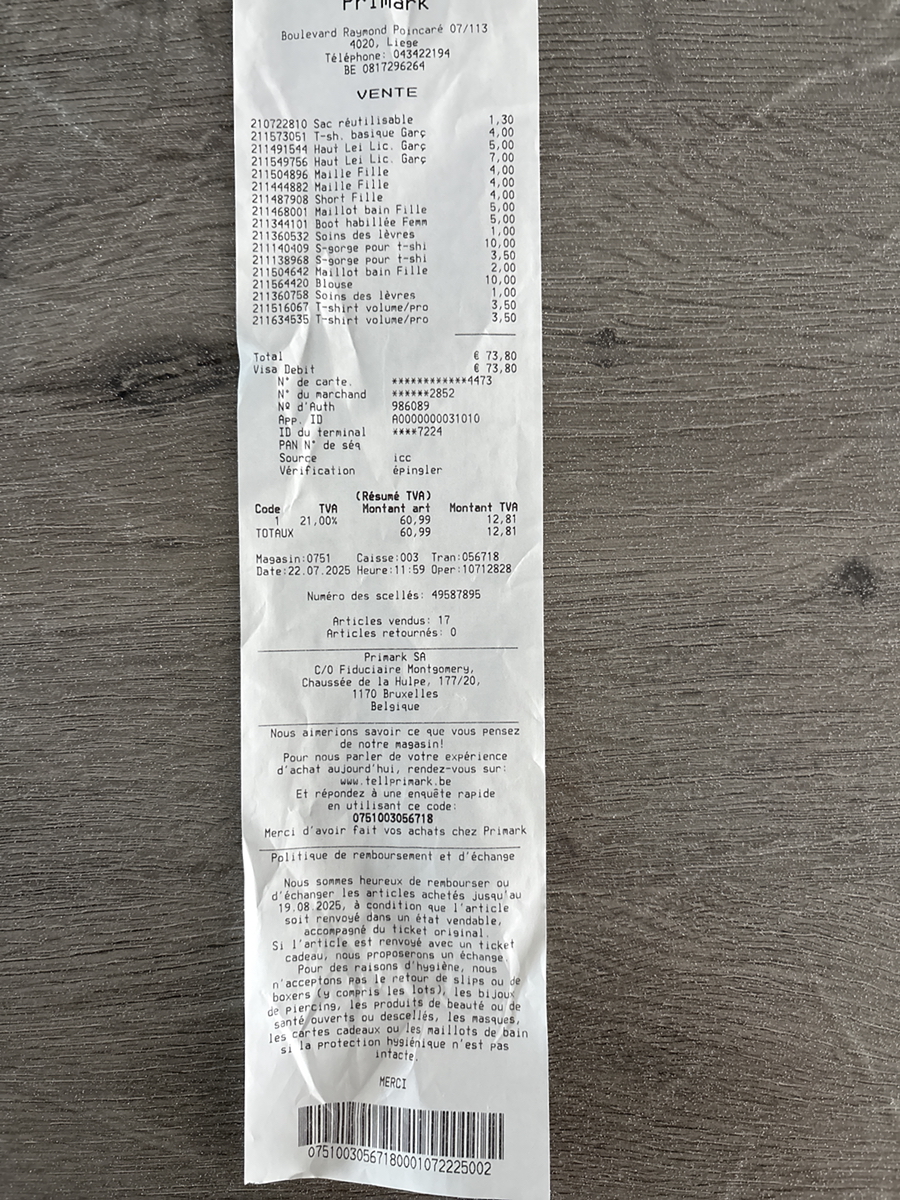 Primark
Boulevard Raymond Poincaré 07/113
4020, Liege
Téléphone: 043422194
BE 0817296264
VENTE
210722810 Sac réutilisable 1,30
211573051 T-sh. basique Garç 4,00
211491544 Haut Lei Lic. Garç 5,00
211549756 Haut Lei Lic. Garç 7,00
211504896 Maille Fille 4,00
211444882 Maille Fille 4,00
211487908 Short Fille 4,00
211468001 Maillot bain Fille 5,00
211344101 Boot habillée Femm 5,00
211360532 Soins des lèvres 1,00
211140409 S-gorge pour t-shi 10,00
211138968 S-gorge pour t-shi 3,50
211504642 Maillot bain Fille 2,00
211564420 Blouse 10,00
211360758 Soins des lèvres 1,00
211516067 T-shirt volume/pro 3,50
211634535 T-shirt volume/pro 3,50
Total € 73,80
Visa Debit € 73,80
N° de carte. ************4473
N° du marchand ******2852
Nº d'Auth 986089
App. ID A0000000031010
ID du terminal ****7224
PAN N° de séq
Source icc
Vérification épingler
(Résumé TVA)
Code TVA Montant art Montant TVA
1 21,00% 60,99 12,81
TOTAUX 60,99 12,81
Magasin:0751 Caisse:003 Tran:056718
Date:22.07.2025 Heure:11:59 Oper:10712828
Numéro des scellés: 49587895
Articles vendus: 17
Articles retournés: 0
Primark SA
C/O Fiduciaire Montgomery,
Chaussée de la Hulpe, 177/20,
1170 Bruxelles
Belgique
Nous aimerions savoir ce que vous pensez
de notre magasin!
Pour nous parler de votre expérience
d'achat aujourd'hui, rendez-vous sur:
www.tellprimark.be
Et répondez à une enquête rapide
en utilisant ce code:
0751003056718
Merci d'avoir fait vos achats chez Primark
Politique de remboursement et d'échange
Nous sommes heureux de rembourser ou
d'échanger les articles achetés jusqu'au
19.08.2025, à condition que l'article
soit renvoyé dans un état vendable,
accompagné du ticket original.
Si l'article est renvoyé avec un ticket
cadeau, nous proposerons un échange.
Pour des raisons d'hygiène, nous
n'acceptons pas le retour de slips ou de
boxers (y compris les lots), les bijoux
de piercing, les produits de beauté ou de
santé ouverts ou descellés, les masques,
les cartes cadeaux ou les maillots de bain
si la protection hygiénique n'est pas
intacte.
MERCI
07510030567180001072225002